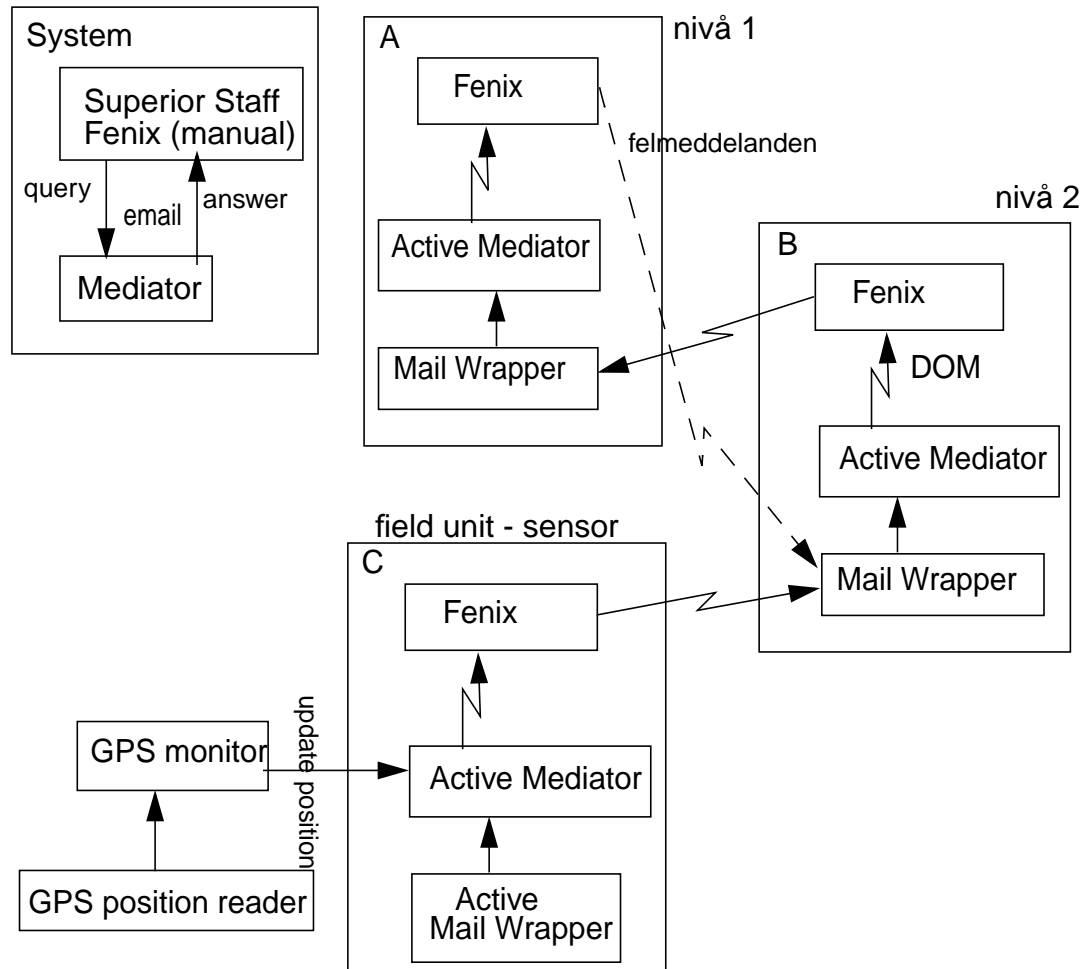 System
Superior Staff
Fenix (manual)
query
email
answer
Mediator
A
nivå 1
Fenix
felmeddelanden
Active Mediator
Mail Wrapper
nivå 2
B
Fenix
DOM
Active Mediator
Mail Wrapper
field unit - sensor
C
Fenix
update position
GPS monitor
Active Mediator
GPS position reader
Active
Mail Wrapper